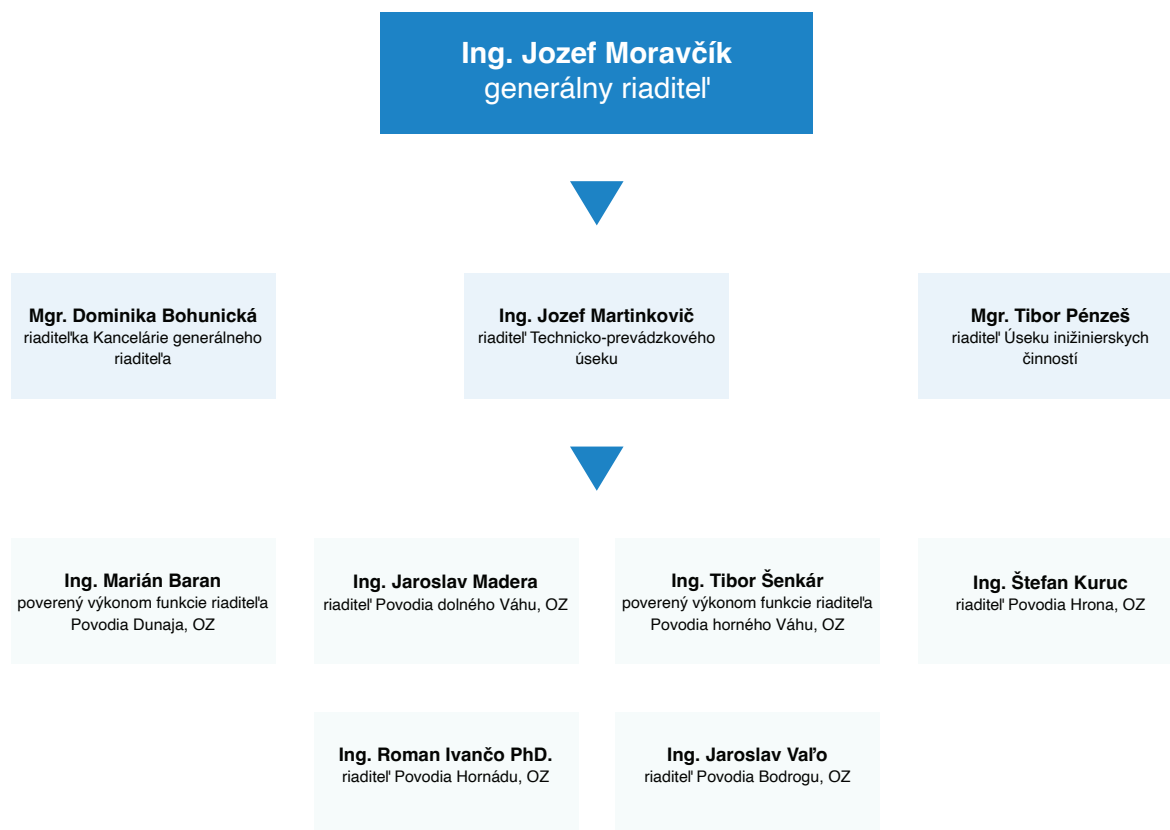 Ing. Jozef Moravčík
generálny riaditeľ
Mgr. Dominika Bohunická
riaditeľka Kancelárie generálneho
riaditeľa
Ing. Jozef Martinkovič
riaditeľ Technicko-prevádzkového
úseku
Mgr. Tibor Pénzeš
riaditeľ Úseku inižinierskych
činností
Ing. Marián Baran
poverený výkonom funkcie riaditeľa
Povodia Dunaja, OZ
Ing. Jaroslav Madera
riaditeľ Povodia dolného Váhu, OZ
Ing. Tibor Šenkár
poverený výkonom funkcie riaditeľa
Povodia horného Váhu, OZ
Ing. Štefan Kuruc
riaditeľ Povodia Hrona, OZ
Ing. Roman Ivančo PhD.
riaditeľ Povodia Hornádu, OZ
Ing. Jaroslav Vaľo
riaditeľ Povodia Bodrogu, OZ